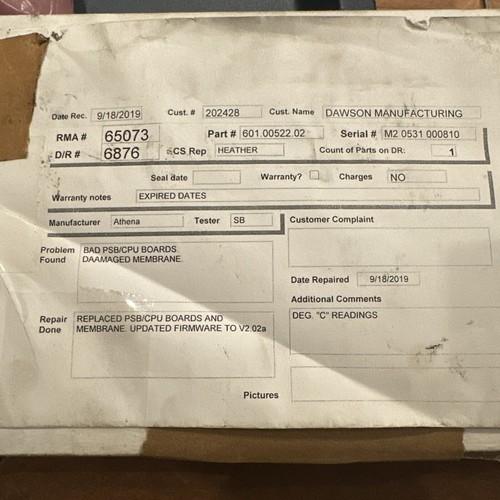 Date Rec. 9/18/2019 Cust. # 202428 Cust. Name DAWSON MANUFACTURING
RMA # 65073 Part # 601.00522.02 Serial # M2 0531 000810
D/R # 6876 CS Rep HEATHER Count of Parts on DR: 1
Seal date Warranty? Charges NO
Warranty notes EXPIRED DATES
Manufacturer Athena Tester SB Customer Complaint
Problem Found BAD PSB/CPU BOARDS
DAAMAGED MEMBRANE.
Date Repaired 9/18/2019
Additional Comments
Repair Done REPLACED PSB/CPU BOARDS AND
MEMBRANE. UPDATED FIRMWARE TO V2.02a
DEG. "C" READINGS
Pictures